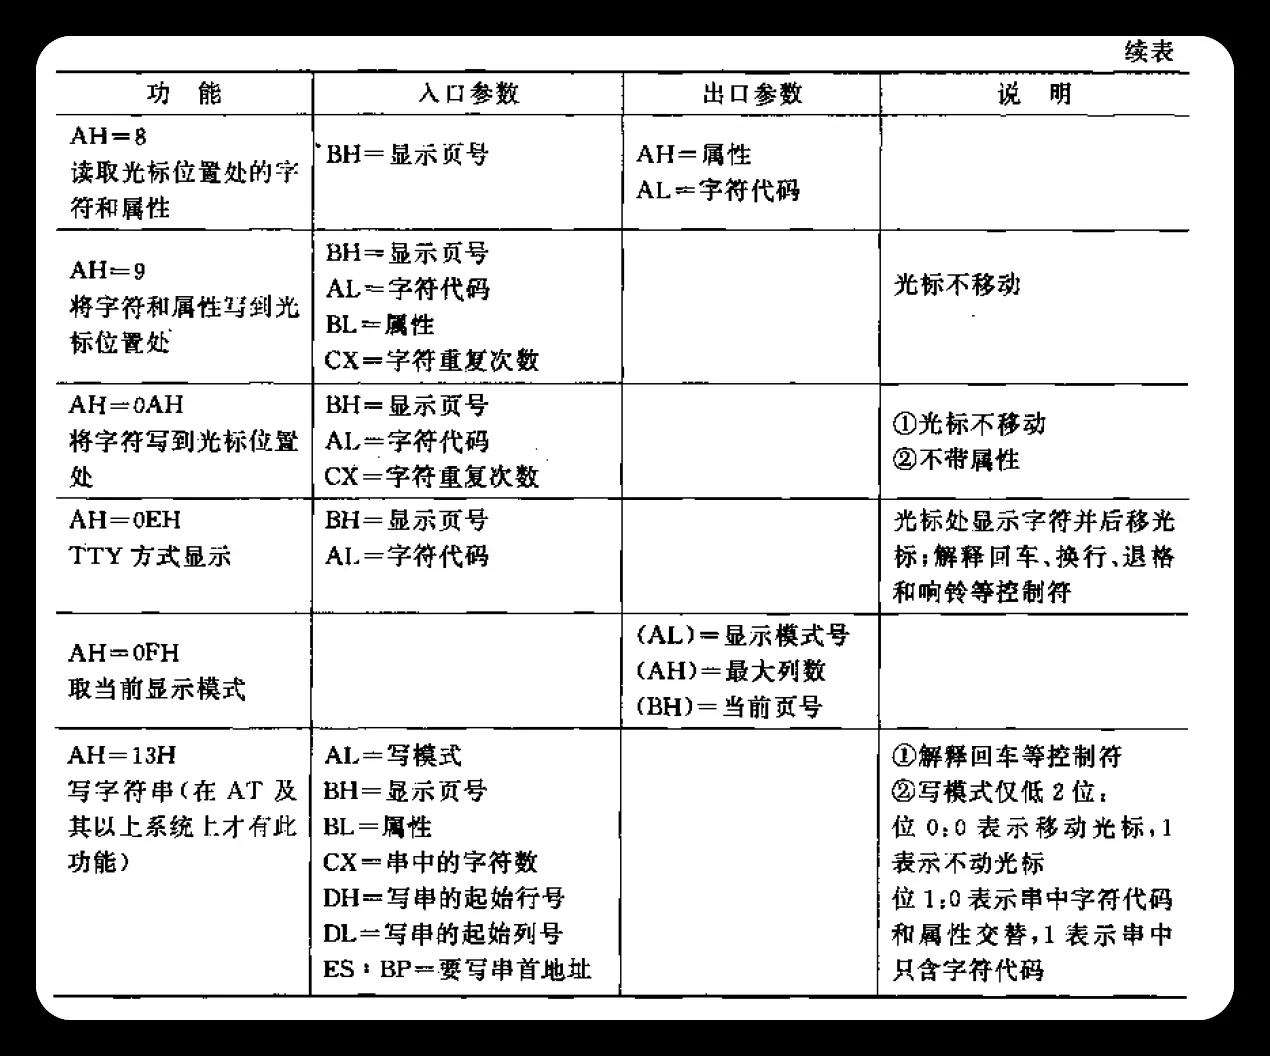 续表
功 能 入口参数 出口参数 说 明
AH=8
读取光标位置处的字
符和属性
BH=显示页号
AH=属性
AL=字符代码
AH=9
将字符和属性写到光
标位置处
BH=显示页号
AL=字符代码
BL=属性
CX=字符重复次数
光标不移动
AH=0AH
将字符写到光标位置
处
BH=显示页号
AL=字符代码
CX=字符重复次数
①光标不移动
②不带属性
AH=0EH
TTY 方式显示
BH=显示页号
AL=字符代码
光标处显示字符并后移光
标;解释回车、换行、退格
和响铃等控制符
AH=0FH
取当前显示模式
(AL)=显示模式号
(AH)=最大列数
(BH)=当前页号
AH=13H
写字符串(在 AT 及
其以上系统上才有此
功能)
AL=写模式
BH=显示页号
BL=属性
CX=串中的字符数
DH=写串的起始行号
DL=写串的起始列号
ES:BP=要写串首地址
①解释回车等控制符
②写模式仅低 2 位:
位 0:0 表示移动光标,1
表示不动光标
位 1:0 表示串中字符代码
和属性交替,1 表示串中
只含字符代码